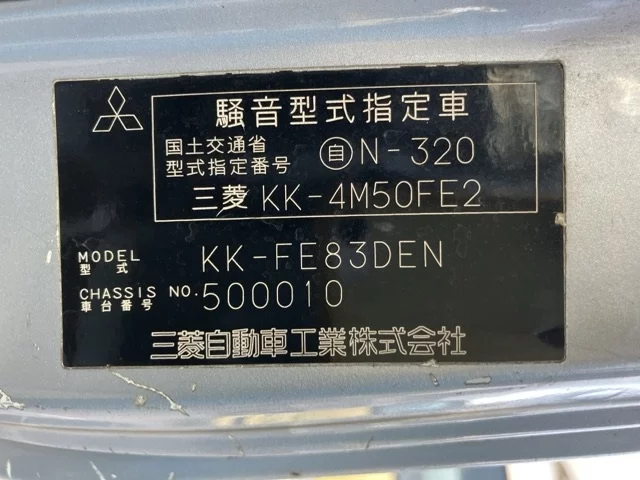 騒音型式指定車
国土交通省
型式指定番号 自N-320
三菱 KK-4M50FE2
MODEL
型式 KK-FE83DEN
CHASSIS NO.
車台番号 500010
三菱自動車工業株式会社